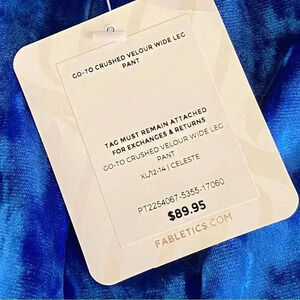 GO-TO CRUSHED VELOUR WIDE LEG
PANT
TAG MUST REMAIN ATTACHED
FOR EXCHANGES & RETURNS
GO-TO CRUSHED VELOUR WIDE LEG
PANT
XL/12-14 | CELESTE
PT2254067-5355-17060
$89.95
FABLETICS.COM